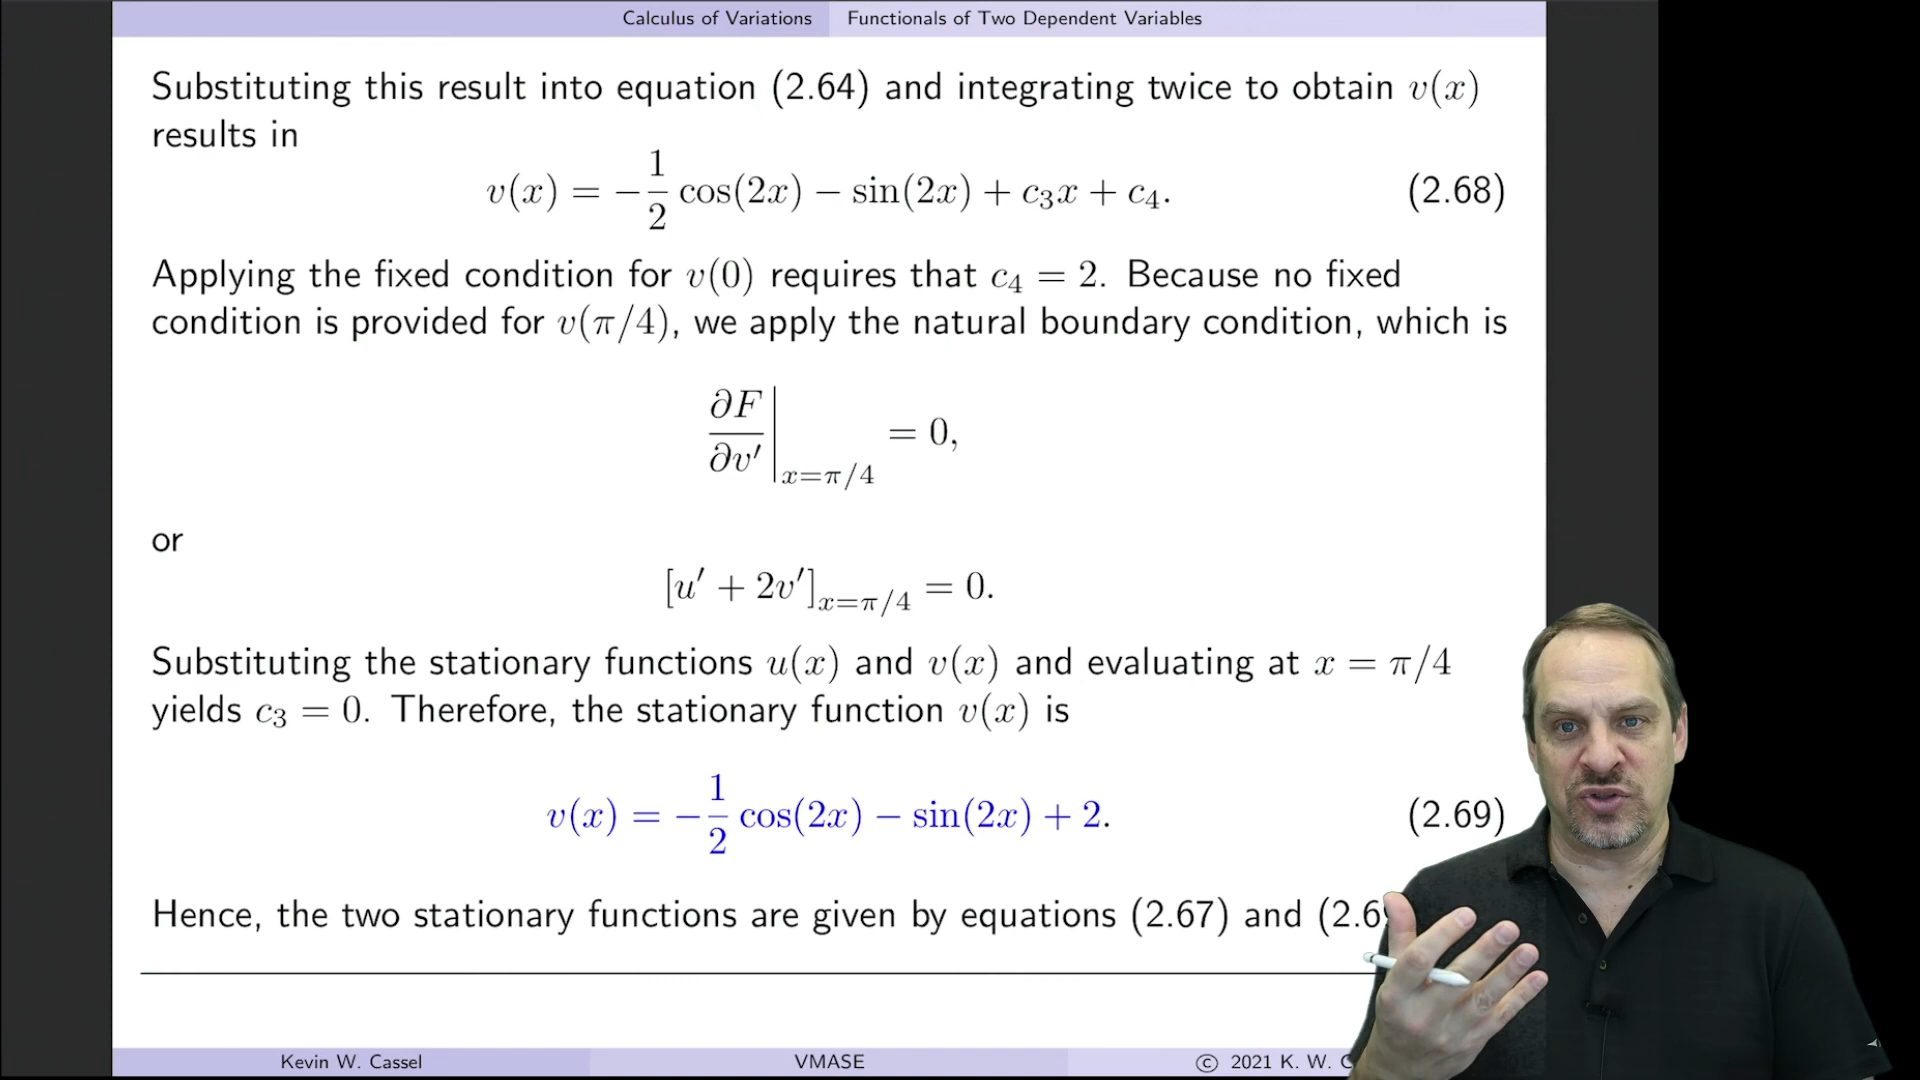 Calculus of Variations Functionals of Two Dependent Variables
Substituting this result into equation (2.64) and integrating twice to obtain v(x)
results in
v(x) = −1/2 cos(2x) − sin(2x) + c₃x + c₄. (2.68)
Applying the fixed condition for v(0) requires that c₄ = 2. Because no fixed
condition is provided for v(π/4), we apply the natural boundary condition, which is
∂F/∂v′|ₓ₌π/₄ = 0,
or
[u′ + 2v′]ₓ₌π/₄ = 0.
Substituting the stationary functions u(x) and v(x) and evaluating at x = π/4
yields c₃ = 0. Therefore, the stationary function v(x) is
v(x) = −1/2 cos(2x) − sin(2x) + 2. (2.69)
Hence, the two stationary functions are given by equations (2.67) and
Kevin W. Cassel VMASE © 2021 K. W.